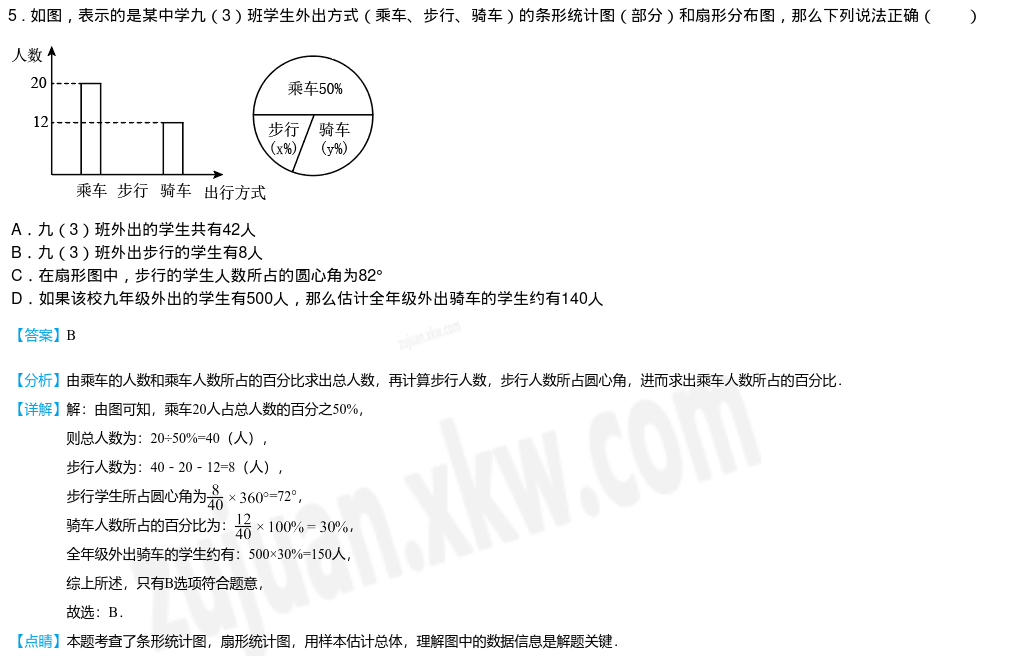 5．如图，表示的是某中学九（3）班学生外出方式（乘车、步行、骑车）的条形统计图（部分）和扇形分布图，那么下列说法正确（　　）
人数
20
12
乘车 步行 骑车 出行方式
乘车50%
步行 骑车
(x%) (y%)
A．九（3）班外出的学生共有42人
B．九（3）班外出步行的学生有8人
C．在扇形图中，步行的学生人数所占的圆心角为82°
D．如果该校九年级外出的学生有500人，那么估计全年级外出骑车的学生约有140人
【答案】B
【分析】由乘车的人数和乘车人数所占的百分比求出总人数，再计算步行人数，步行人数所占圆心角，进而求出乘车人数所占的百分比．
【详解】解：由图可知，乘车20人占总人数的百分之50%，
则总人数为：20÷50%=40（人），
步行人数为：40﹣20﹣12=8（人），
步行学生所占圆心角为8/40 × 360°=72°，
骑车人数所占的百分比为：12/40 × 100% = 30%，
全年级外出骑车的学生约有：500×30%=150人，
综上所述，只有B选项符合题意，
故选：B．
【点睛】本题考查了条形统计图，扇形统计图，用样本估计总体，理解图中的数据信息是解题关键．
zujuan.xkw.com
zujuan.xkw.com